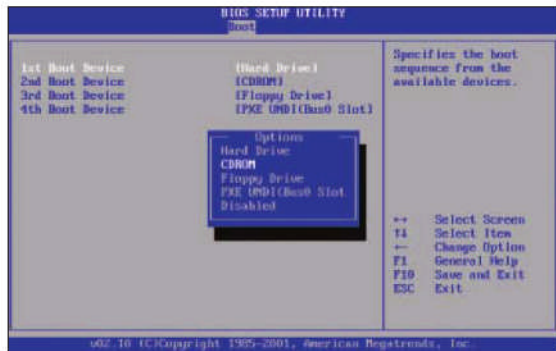 BIOS SETUP UTILITY
Boot
1st Boot Device [Hard Drive]
2nd Boot Device [CDROM]
3rd Boot Device [Floppy Drive]
4th Boot Device [PXE UNDI(Bus0 Slot]
Options
Hard Drive
CDROM
Floppy Drive
PXE UNDI(Bus0 Slot
Disabled
Specifies the boot
sequence from the
available devices.
↔ Select Screen
↑↓ Select Item
← Change Option
F1 General Help
F10 Save and Exit
ESC Exit
v02.10 (C)Copyright 1985-2001, American Megatrends, Inc.